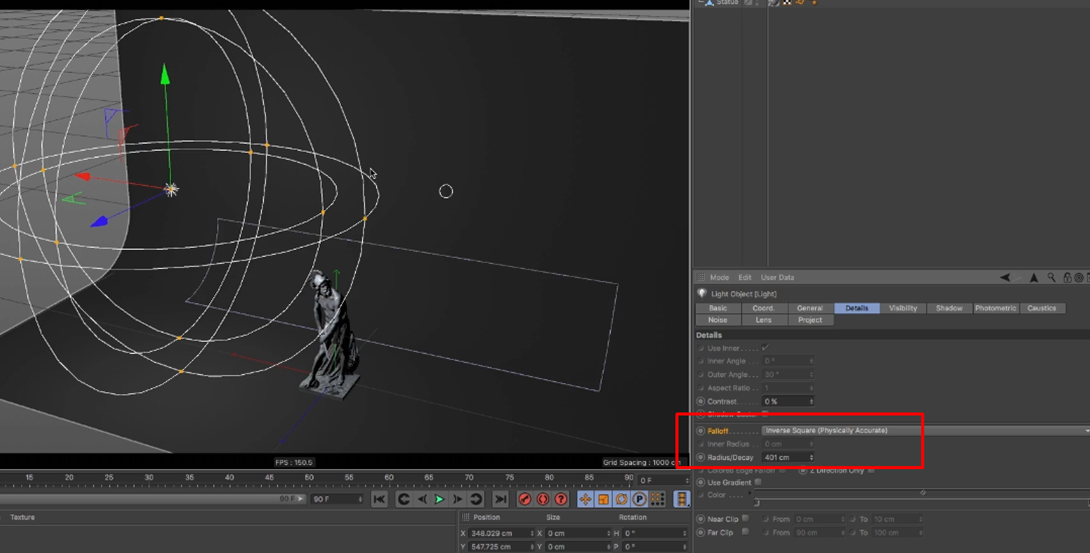 Statue
Mode Edit User Data
Light Object [Light]
Basic Coord. General Details Visibility Shadow Photometric Caustics
Noise Lens Project
Details
Use Inner ✓
Inner Angle 0 °
Outer Angle 30 °
Aspect Ratio 1
Contrast 0 %
Falloff Inverse Square (Physically Accurate)
Inner Radius 0 cm
Radius/Decay 401 cm
Colored Edge Falloff Z Direction Only
Use Gradient
Color
Near Clip From 0 cm To 10 cm
Far Clip From 90 cm To 100 cm
FPS : 150.5 Grid Spacing : 1000 cm
15 20 25 30 35 40 45 50 55 60 65 70 75 80 85 90 0 F
90 F 90 F
Texture
Position Size Rotation
X 348.029 cm X 0 cm H 0 °
Y 547.725 cm Y 0 cm P 0 °